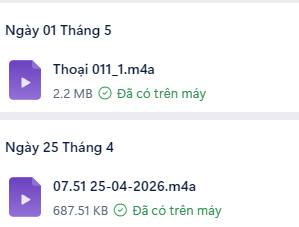 Ngày 01 Tháng 5
Thoại 011_1.m4a
2.2 MB Đã có trên máy
Ngày 25 Tháng 4
07.51 25-04-2026.m4a
687.51 KB Đã có trên máy